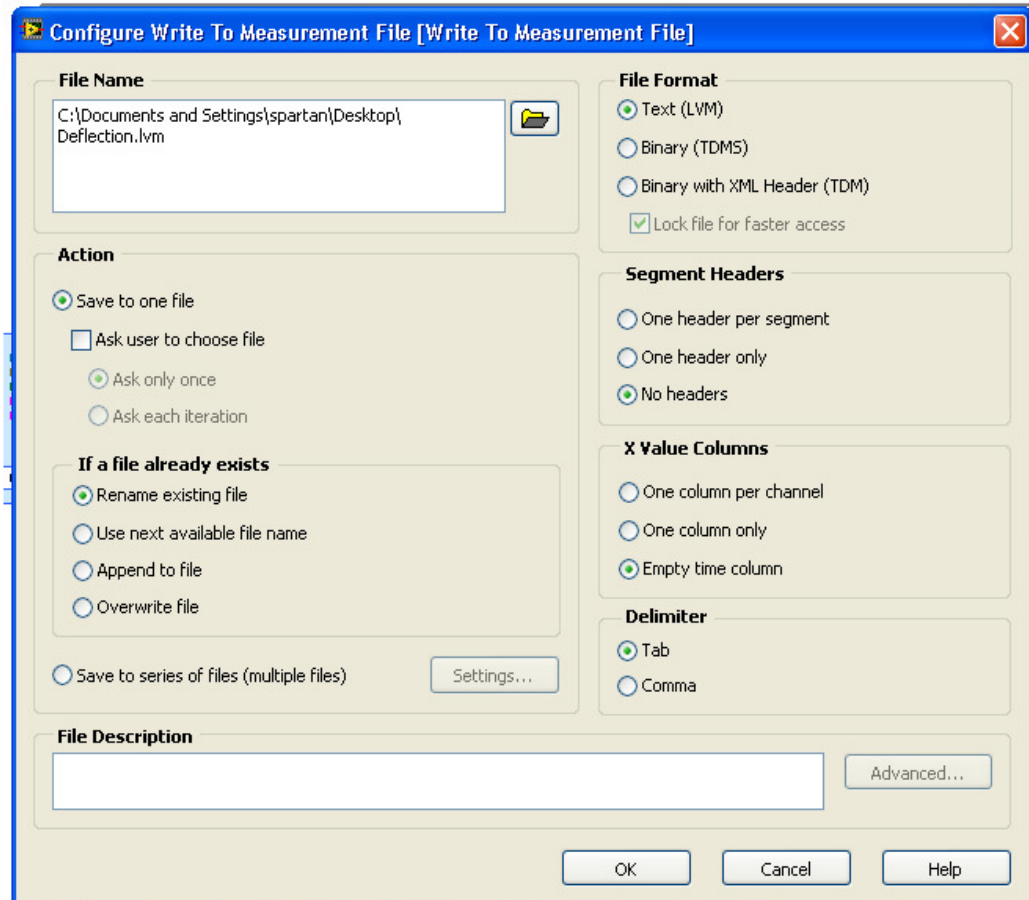 Configure Write To Measurement File [Write To Measurement File]
File Name
C:\Documents and Settings\spartan\Desktop\
Deflection.lvm
Action
Save to one file
Ask user to choose file
Ask only once
Ask each iteration
If a file already exists
Rename existing file
Use next available file name
Append to file
Overwrite file
Save to series of files (multiple files)
Settings...
File Format
Text (LVM)
Binary (TDMS)
Binary with XML Header (TDM)
Lock file for faster access
Segment Headers
One header per segment
One header only
No headers
X Value Columns
One column per channel
One column only
Empty time column
Delimiter
Tab
Comma
File Description
Advanced...
OK
Cancel
Help